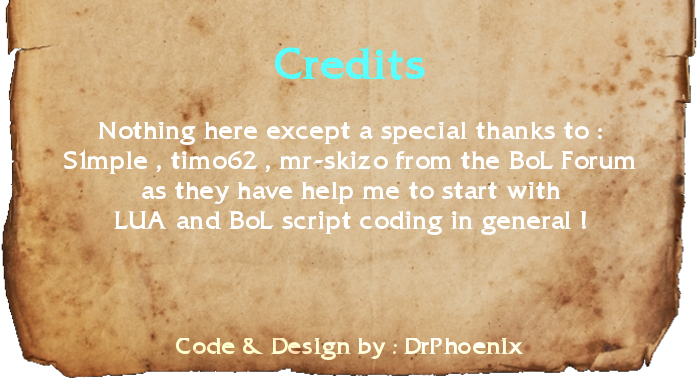 Credits
Nothing here except a special thanks to :
S1mple , timo62 , mr-skizo from the BoL Forum
as they have help me to start with
LUA and BoL script coding in general !
Code & Design by : DrPhoenix